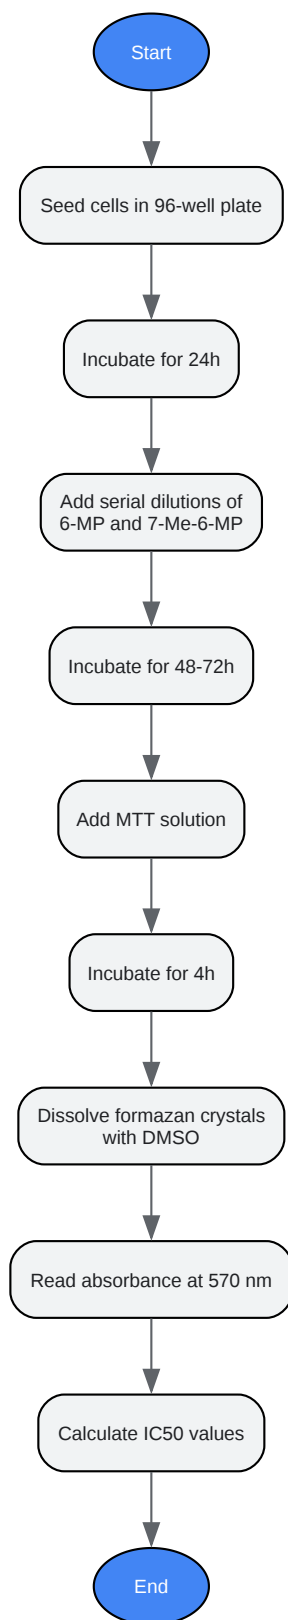 Start
Seed cells in 96-well plate
Incubate for 24h
Add serial dilutions of
6-MP and 7-Me-6-MP
Incubate for 48-72h
Add MTT solution
Incubate for 4h
Dissolve formazan crystals
with DMSO
Read absorbance at 570 nm
Calculate IC50 values
End